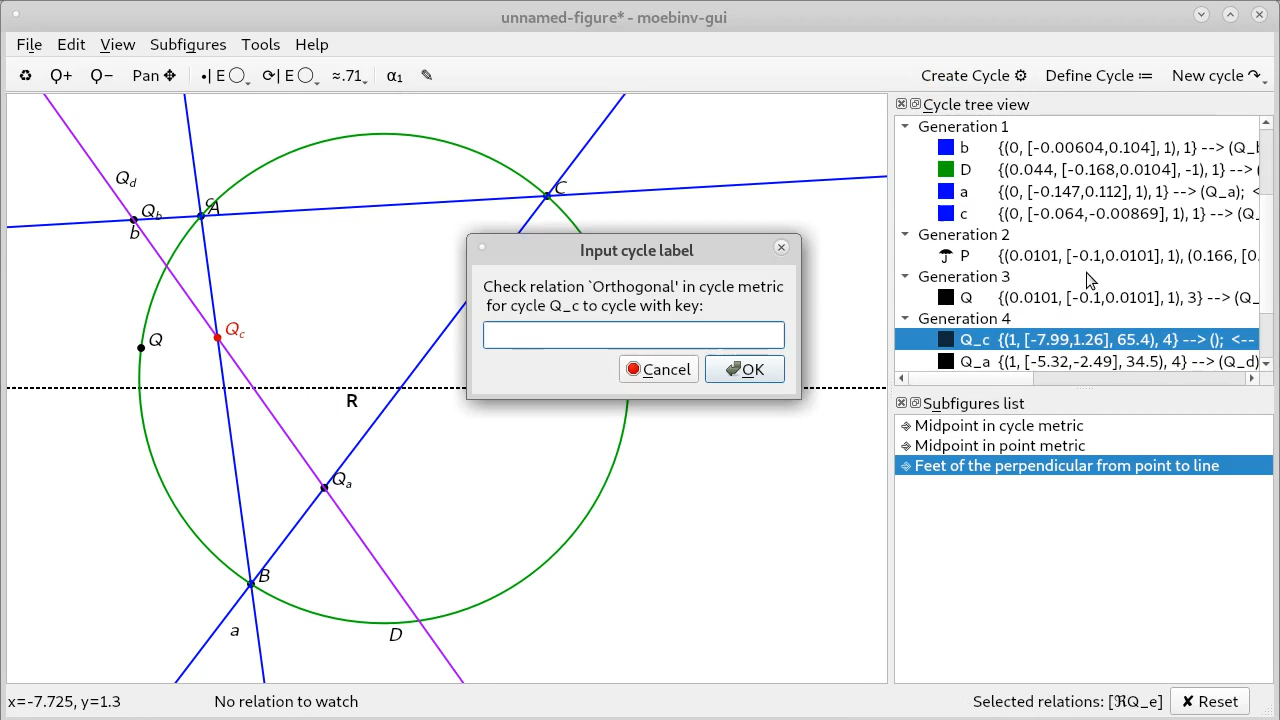 unnamed-figure* - moebinv-gui
File Edit View Subfigures Tools Help
Q+ Q− Pan •| E ◯ ⟳| E ◯ ≈.71 α₁ Create Cycle Define Cycle New cycle
Cycle tree view
Generation 1
b {(0, [-0.00604,0.104], 1), 1} --> (Q_b
D {(0.044, [-0.168,0.0104], -1), 1} --> (
a {(0, [-0.147,0.112], 1), 1} --> (Q_a); <
c {(0, [-0.064,-0.00869], 1), 1} --> (Q_
Generation 2
P {(0.0101, [-0.1,0.0101], 1), (0.166, [0.
Generation 3
Q {(0.0101, [-0.1,0.0101], 1), 3} --> (Q_
Generation 4
Q_c {(1, [-7.99,1.26], 65.4), 4} --> (); <--
Q_a {(1, [-5.32,-2.49], 34.5), 4} --> (Q_d)
Subfigures list
Midpoint in cycle metric
Midpoint in point metric
Feet of the perpendicular from point to line
Q_d
Q_b
b
c
A
C
Q
Q_c
R
Q_a
B
a
D
Input cycle label
Check relation `Orthogonal' in cycle metric
for cycle Q_c to cycle with key:
Cancel OK
x=-7.725, y=1.3 No relation to watch Selected relations: [ℜQ_e] ✘ Reset